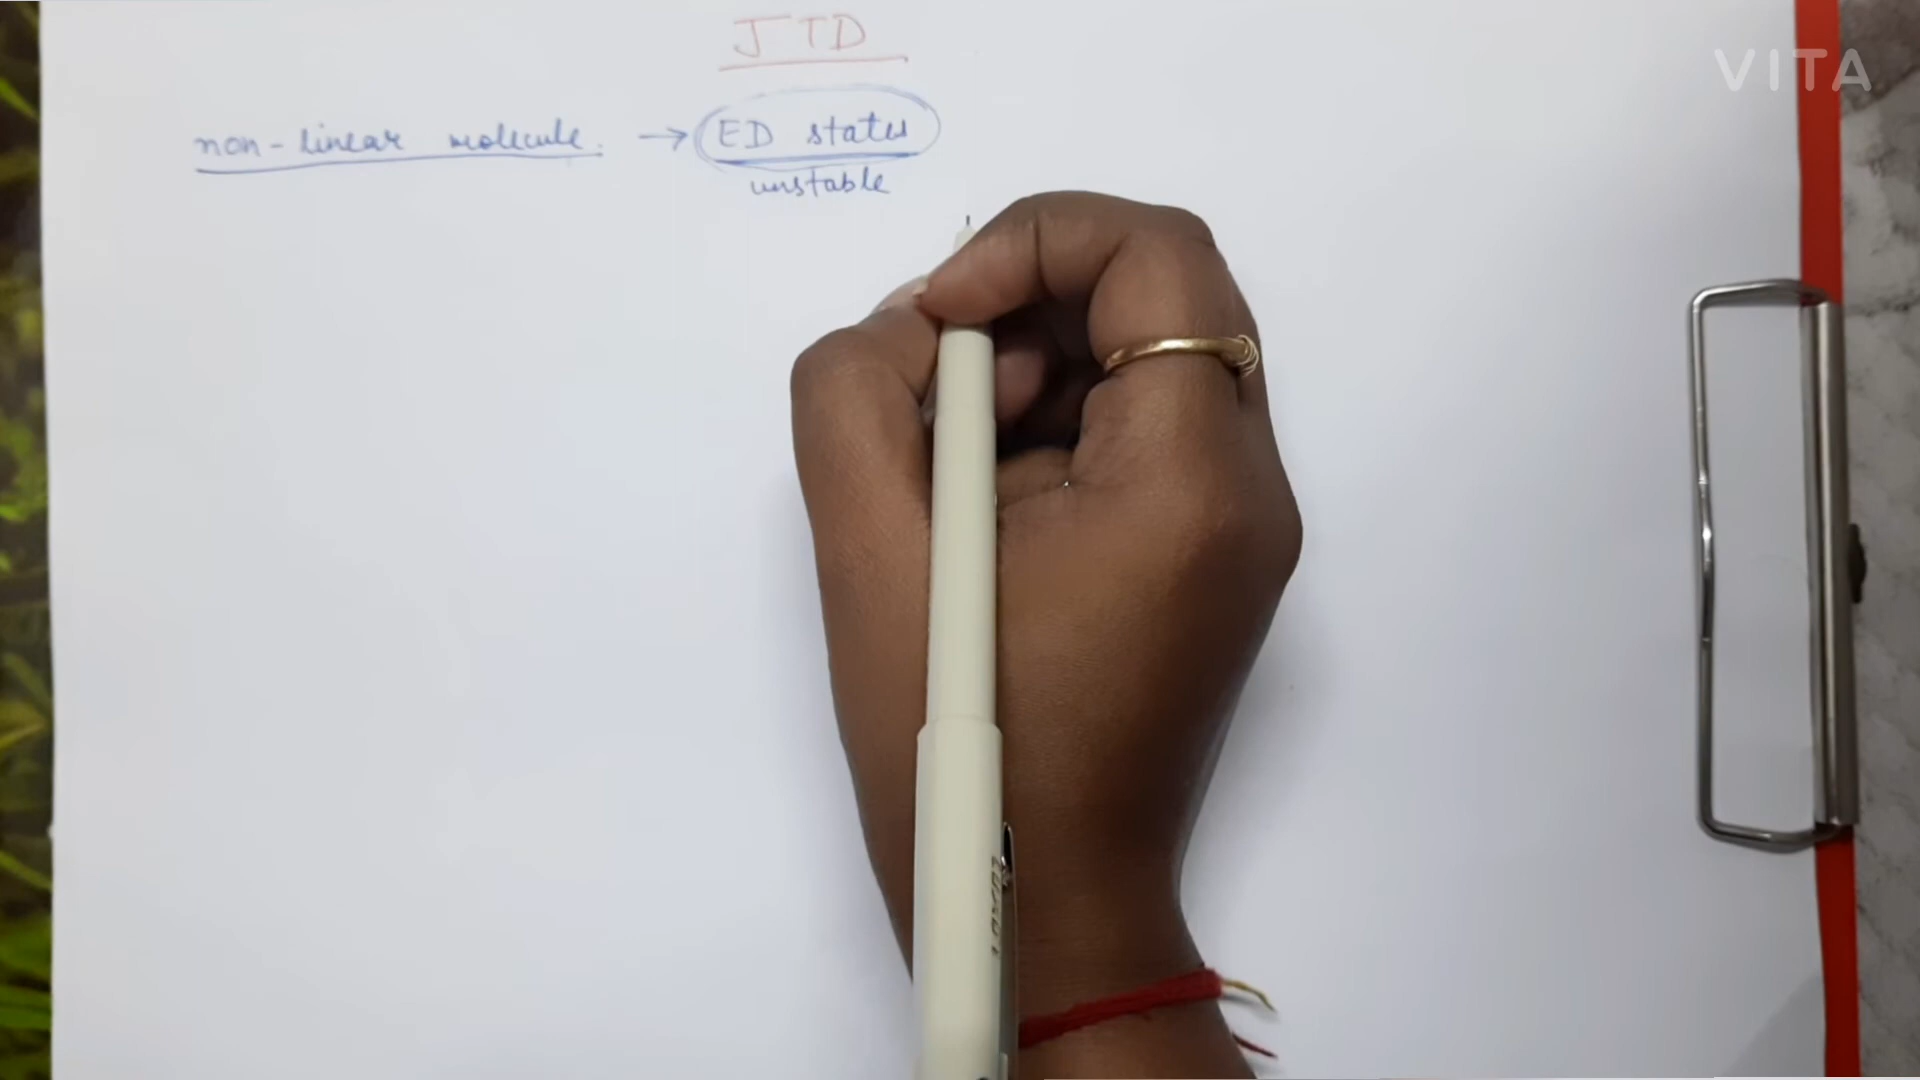 JTD
VITA
non-linear molecule. → ED states
unstable